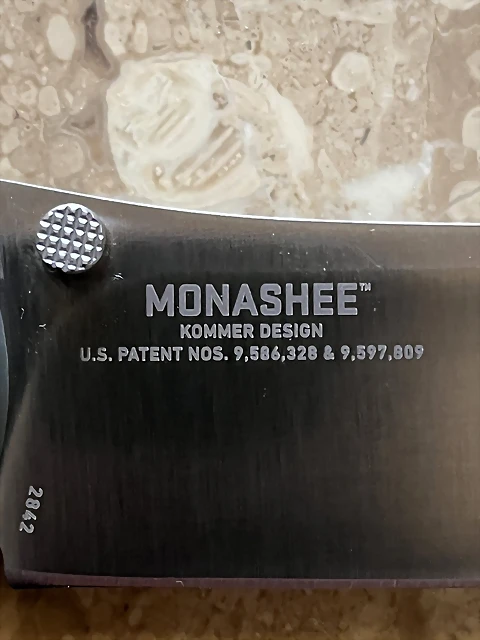 MONASHEE™
KOMMER DESIGN
U.S. PATENT NOS. 9,586,328 & 9,597,809
2842